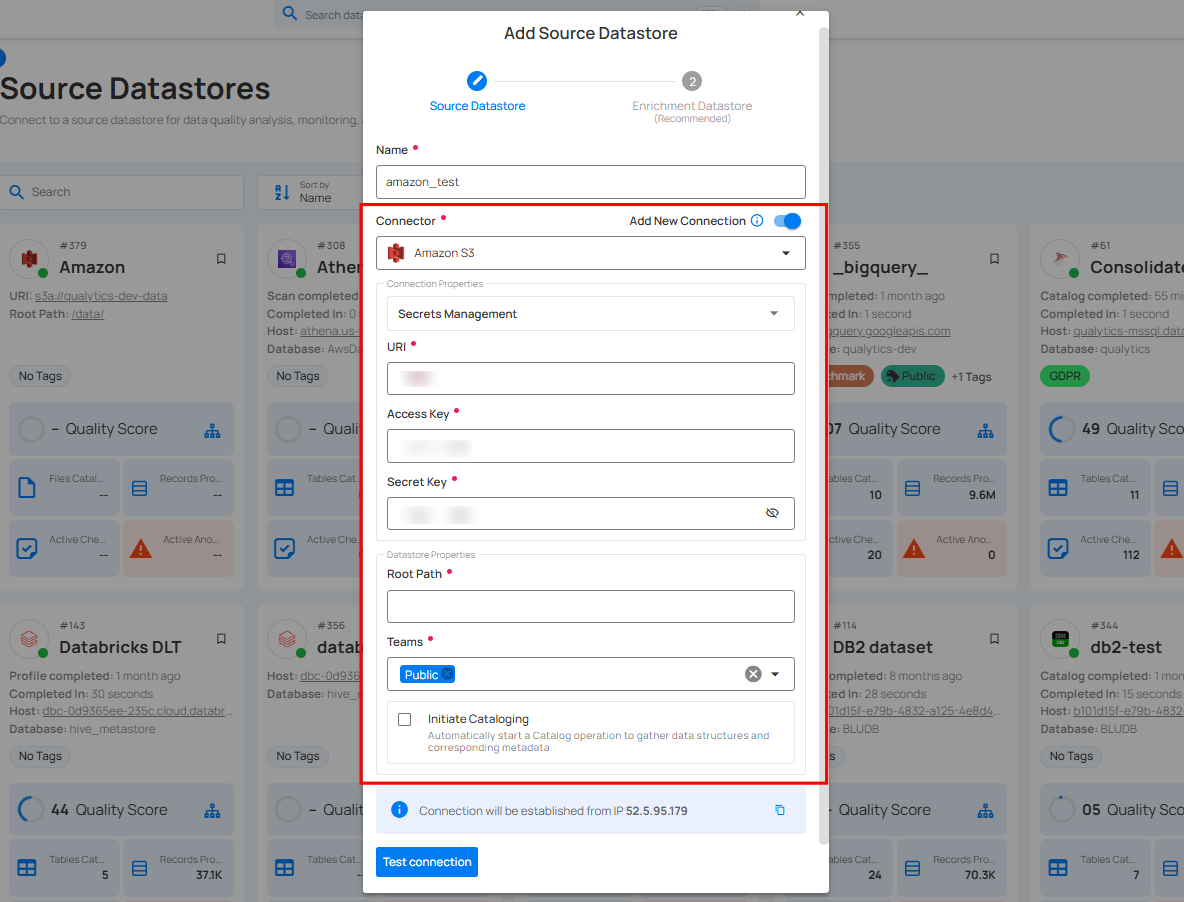 Search data
Add Source Datastore
Source Datastore
2
Enrichment Datastore
(Recommended)
Name
amazon_test
Connector
Add New Connection
Amazon S3
Connection Properties
Secrets Management
URI
Access Key
Secret Key
Datastore Properties
Root Path
Teams
Public
Initiate Cataloging
Automatically start a Catalog operation to gather data structures and
corresponding metadata
Connection will be established from IP 52.5.95.179
Test connection
Source Datastores
Connect to a source datastore for data quality analysis, monitoring,
Search
Sort by
Name
#379
Amazon
URI: s3a://qualytics-dev-data
Root Path: /data/
No Tags
– Quality Score
Files Catal...
--
Records Pro...
--
Active Che...
--
Active Ano...
--
#308
Athe
Scan completed
Completed In: 0
Host: athena.us-
Database: AwsDa
No Tags
– Quali
Tables Cat
Active Che
#355
_bigquery_
mpleted: 1 month ago
n: 1 second
query.googleapis.com
e: qualytics-dev
hmark
Public
+1 Tags
07 Quality Score
ables Cat...
10
Records Pro...
9.6M
ctive Che...
20
Active Ano...
0
#61
Consolidate
Catalog completed: 55 mi
Completed In: 1 second
Host: qualytics-mssql.data
Database: qualytics
GDPR
49 Quality Sco
Tables Cat...
11
Active Che...
112
#143
Databricks DLT
Profile completed: 1 month ago
Completed In: 30 seconds
Host: dbc-0d9365ee-235c.cloud.databr...
Database: hive_metastore
No Tags
44 Quality Score
Tables Cat...
5
Records Pro...
37.1K
#356
datab
Host: dbc-0d936
Database: hive_
No Tags
– Qualit
Tables Cat
#114
DB2 dataset
ompleted: 8 months ago
n: 28 seconds
01d15f-e79b-4832-a125-4e8d4...
e: BLUDB
s
Quality Score
ables Cat...
24
Records Pro...
70.3K
#344
db2-test
Catalog completed: 1 mon
Completed In: 15 seconds
Host: b101d15f-e79b-4832
Database: BLUDB
No Tags
05 Quality Sco
Tables Cat...
7